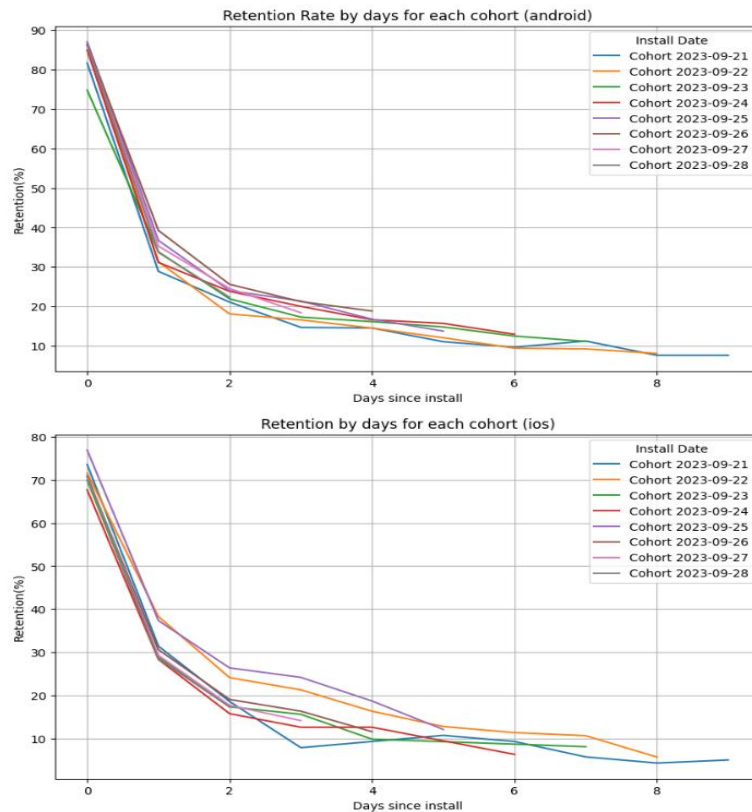 Retention Rate by days for each cohort (android)
90
80
70
60
50
40
30
20
10
Retention(%)
Install Date
Cohort 2023-09-21
Cohort 2023-09-22
Cohort 2023-09-23
Cohort 2023-09-24
Cohort 2023-09-25
Cohort 2023-09-26
Cohort 2023-09-27
Cohort 2023-09-28
0 2 4 6 8
Days since install
Retention by days for each cohort (ios)
80
70
60
50
40
30
20
10
Retention(%)
Install Date
Cohort 2023-09-21
Cohort 2023-09-22
Cohort 2023-09-23
Cohort 2023-09-24
Cohort 2023-09-25
Cohort 2023-09-26
Cohort 2023-09-27
Cohort 2023-09-28
0 2 4 6 8
Days since install